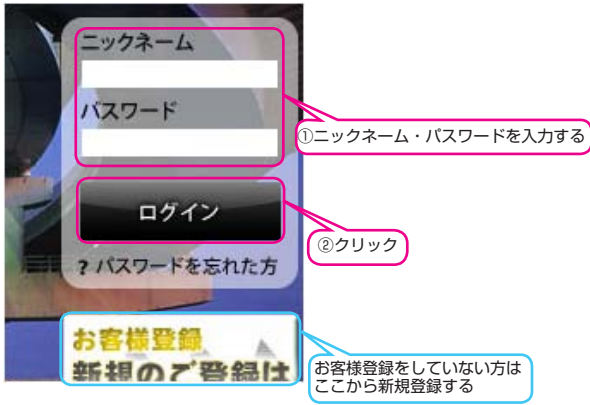 ニックネーム
パスワード
①ニックネーム・パスワードを入力する
ログイン
②クリック
? パスワードを忘れた方
お客様登録
新規のご登録は
お客様登録をしていない方は
ここから新規登録する